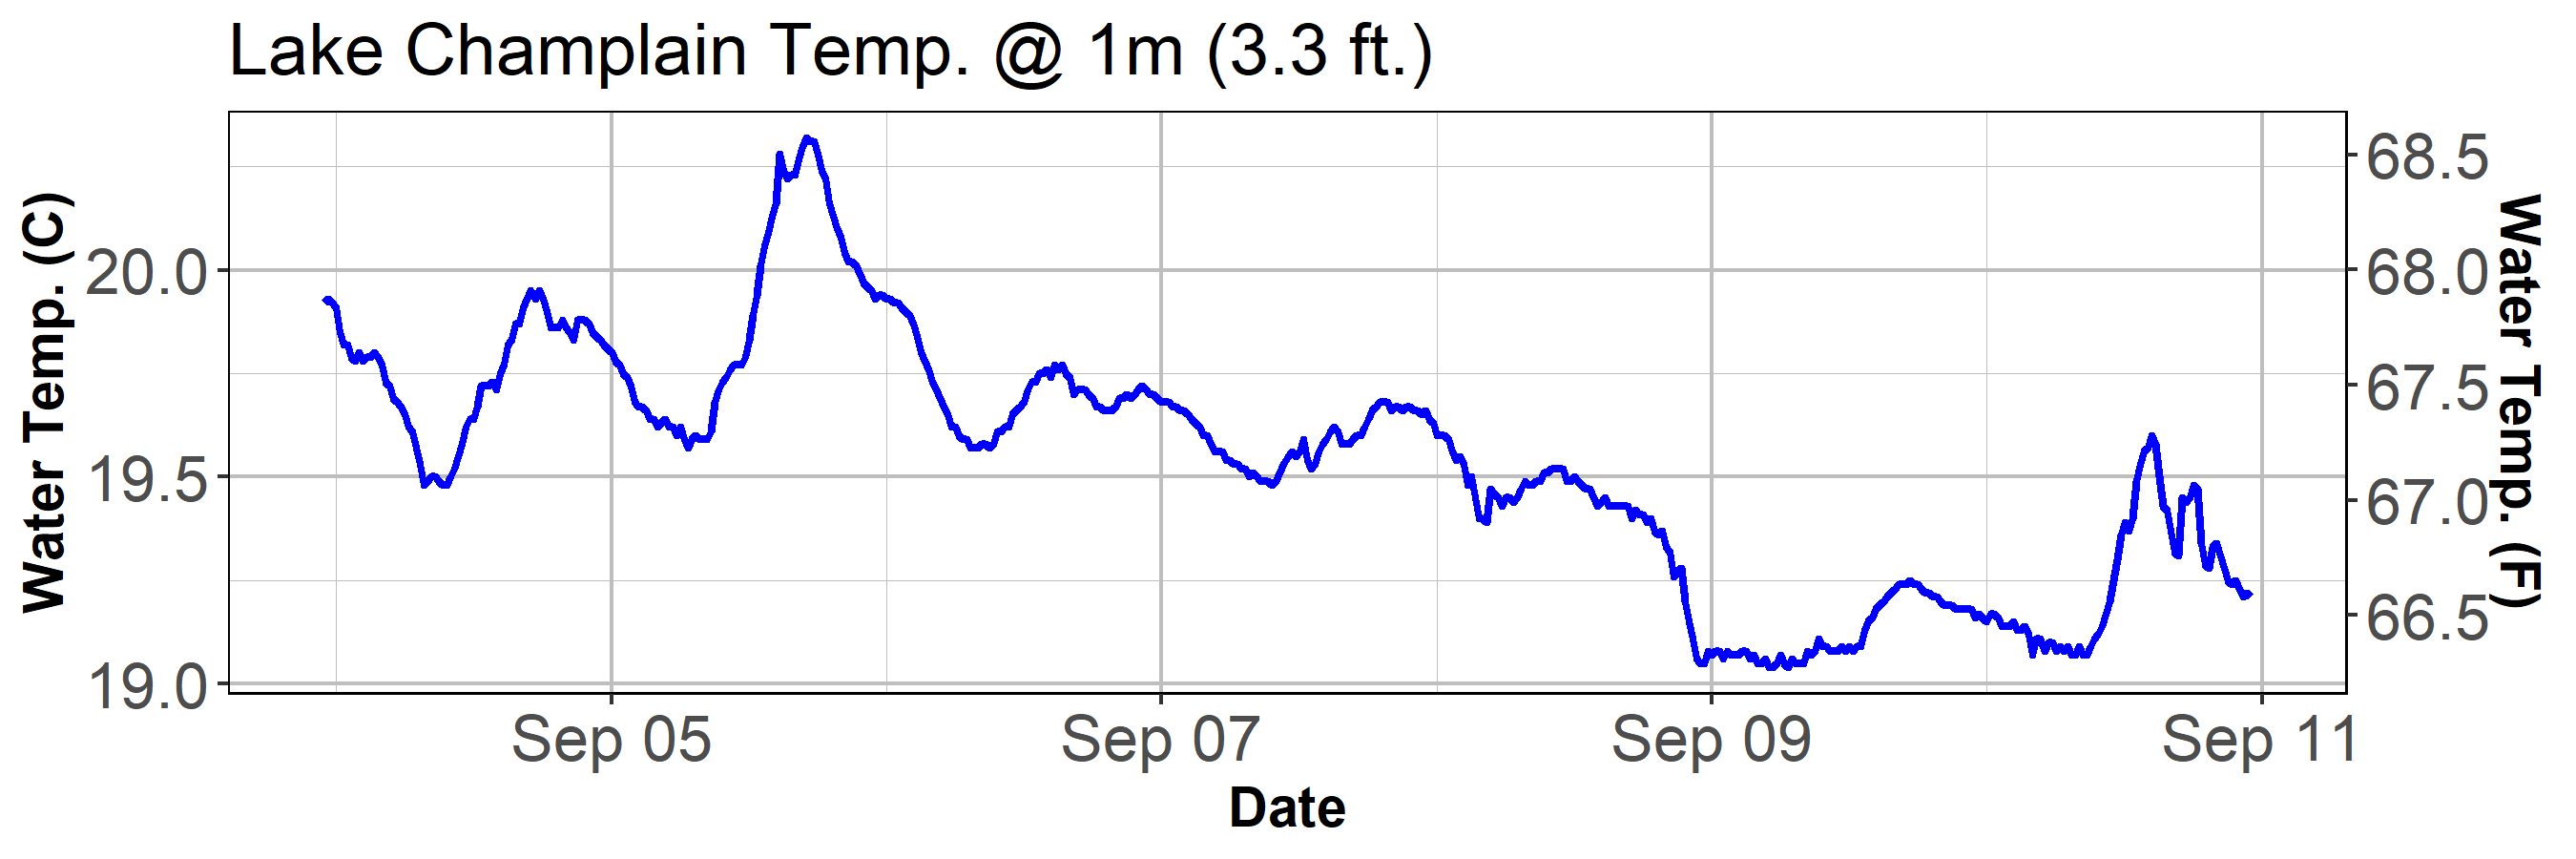 Lake Champlain Temp. @ 1m (3.3 ft.)
Water Temp. (C)
20.0
19.5
19.0
68.5
68.0
67.5
67.0
66.5
Water Temp. (F)
Sep 05 Sep 07 Sep 09 Sep 11
Date